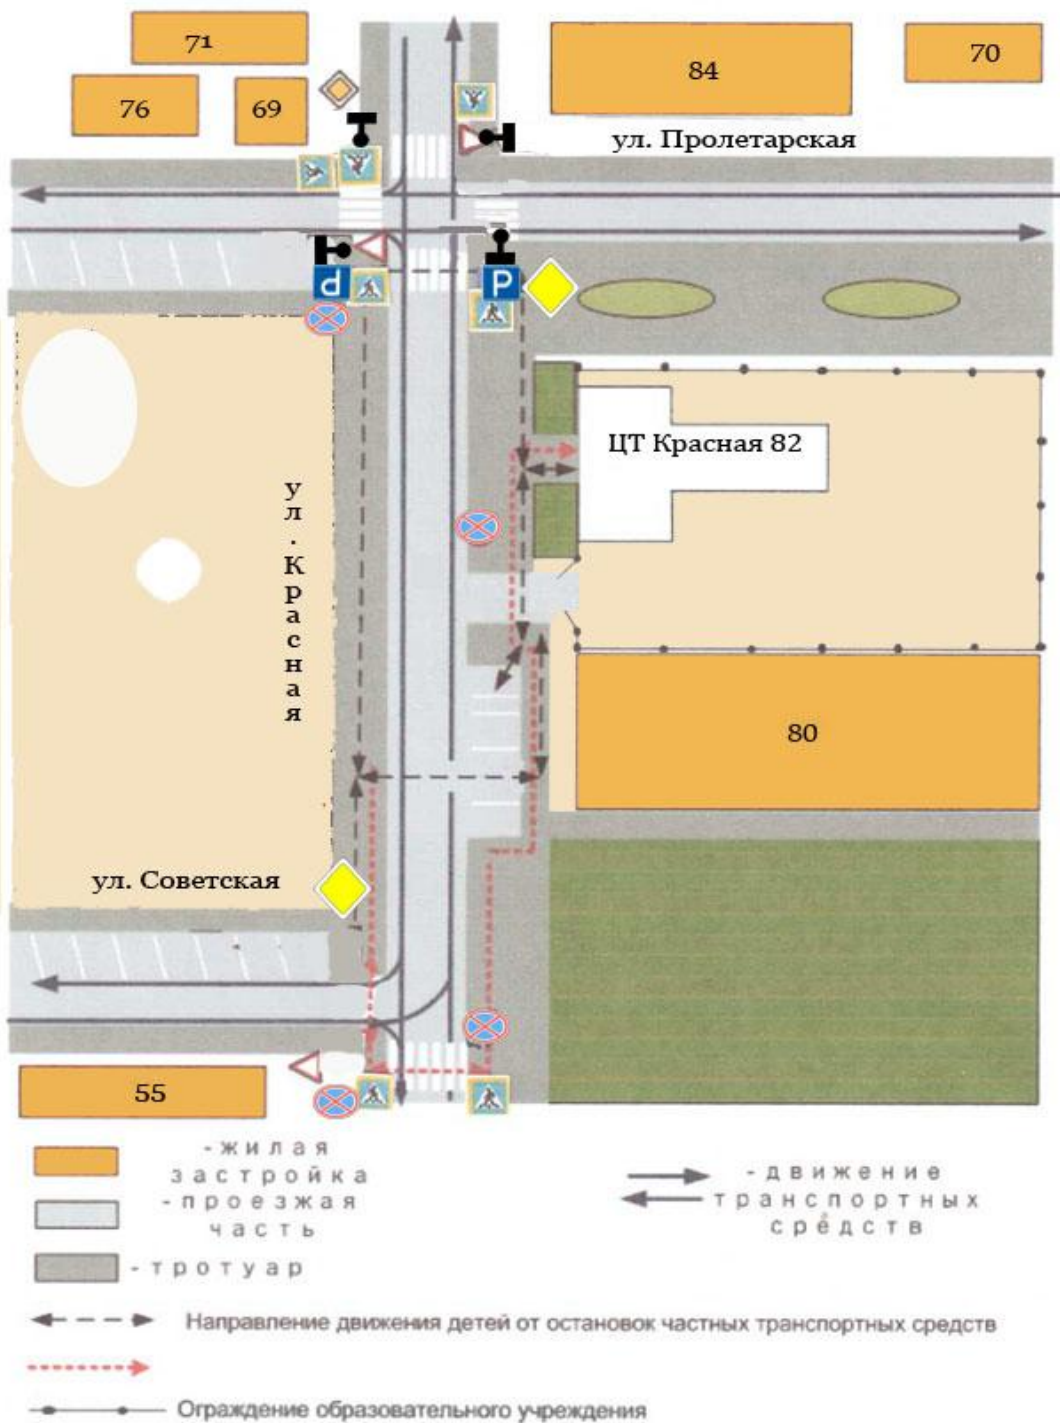 71
84
70
76
69
ул. Пролетарская
P
P
ЦТ Красная 82
ул. Красная
80
ул. Советская
55
-жилая
застройка
-проезжая
часть
-тротуар
-движение
транспортных
средств
Направление движения детей от остановок частных транспортных средств
Ограждение образовательного учреждения